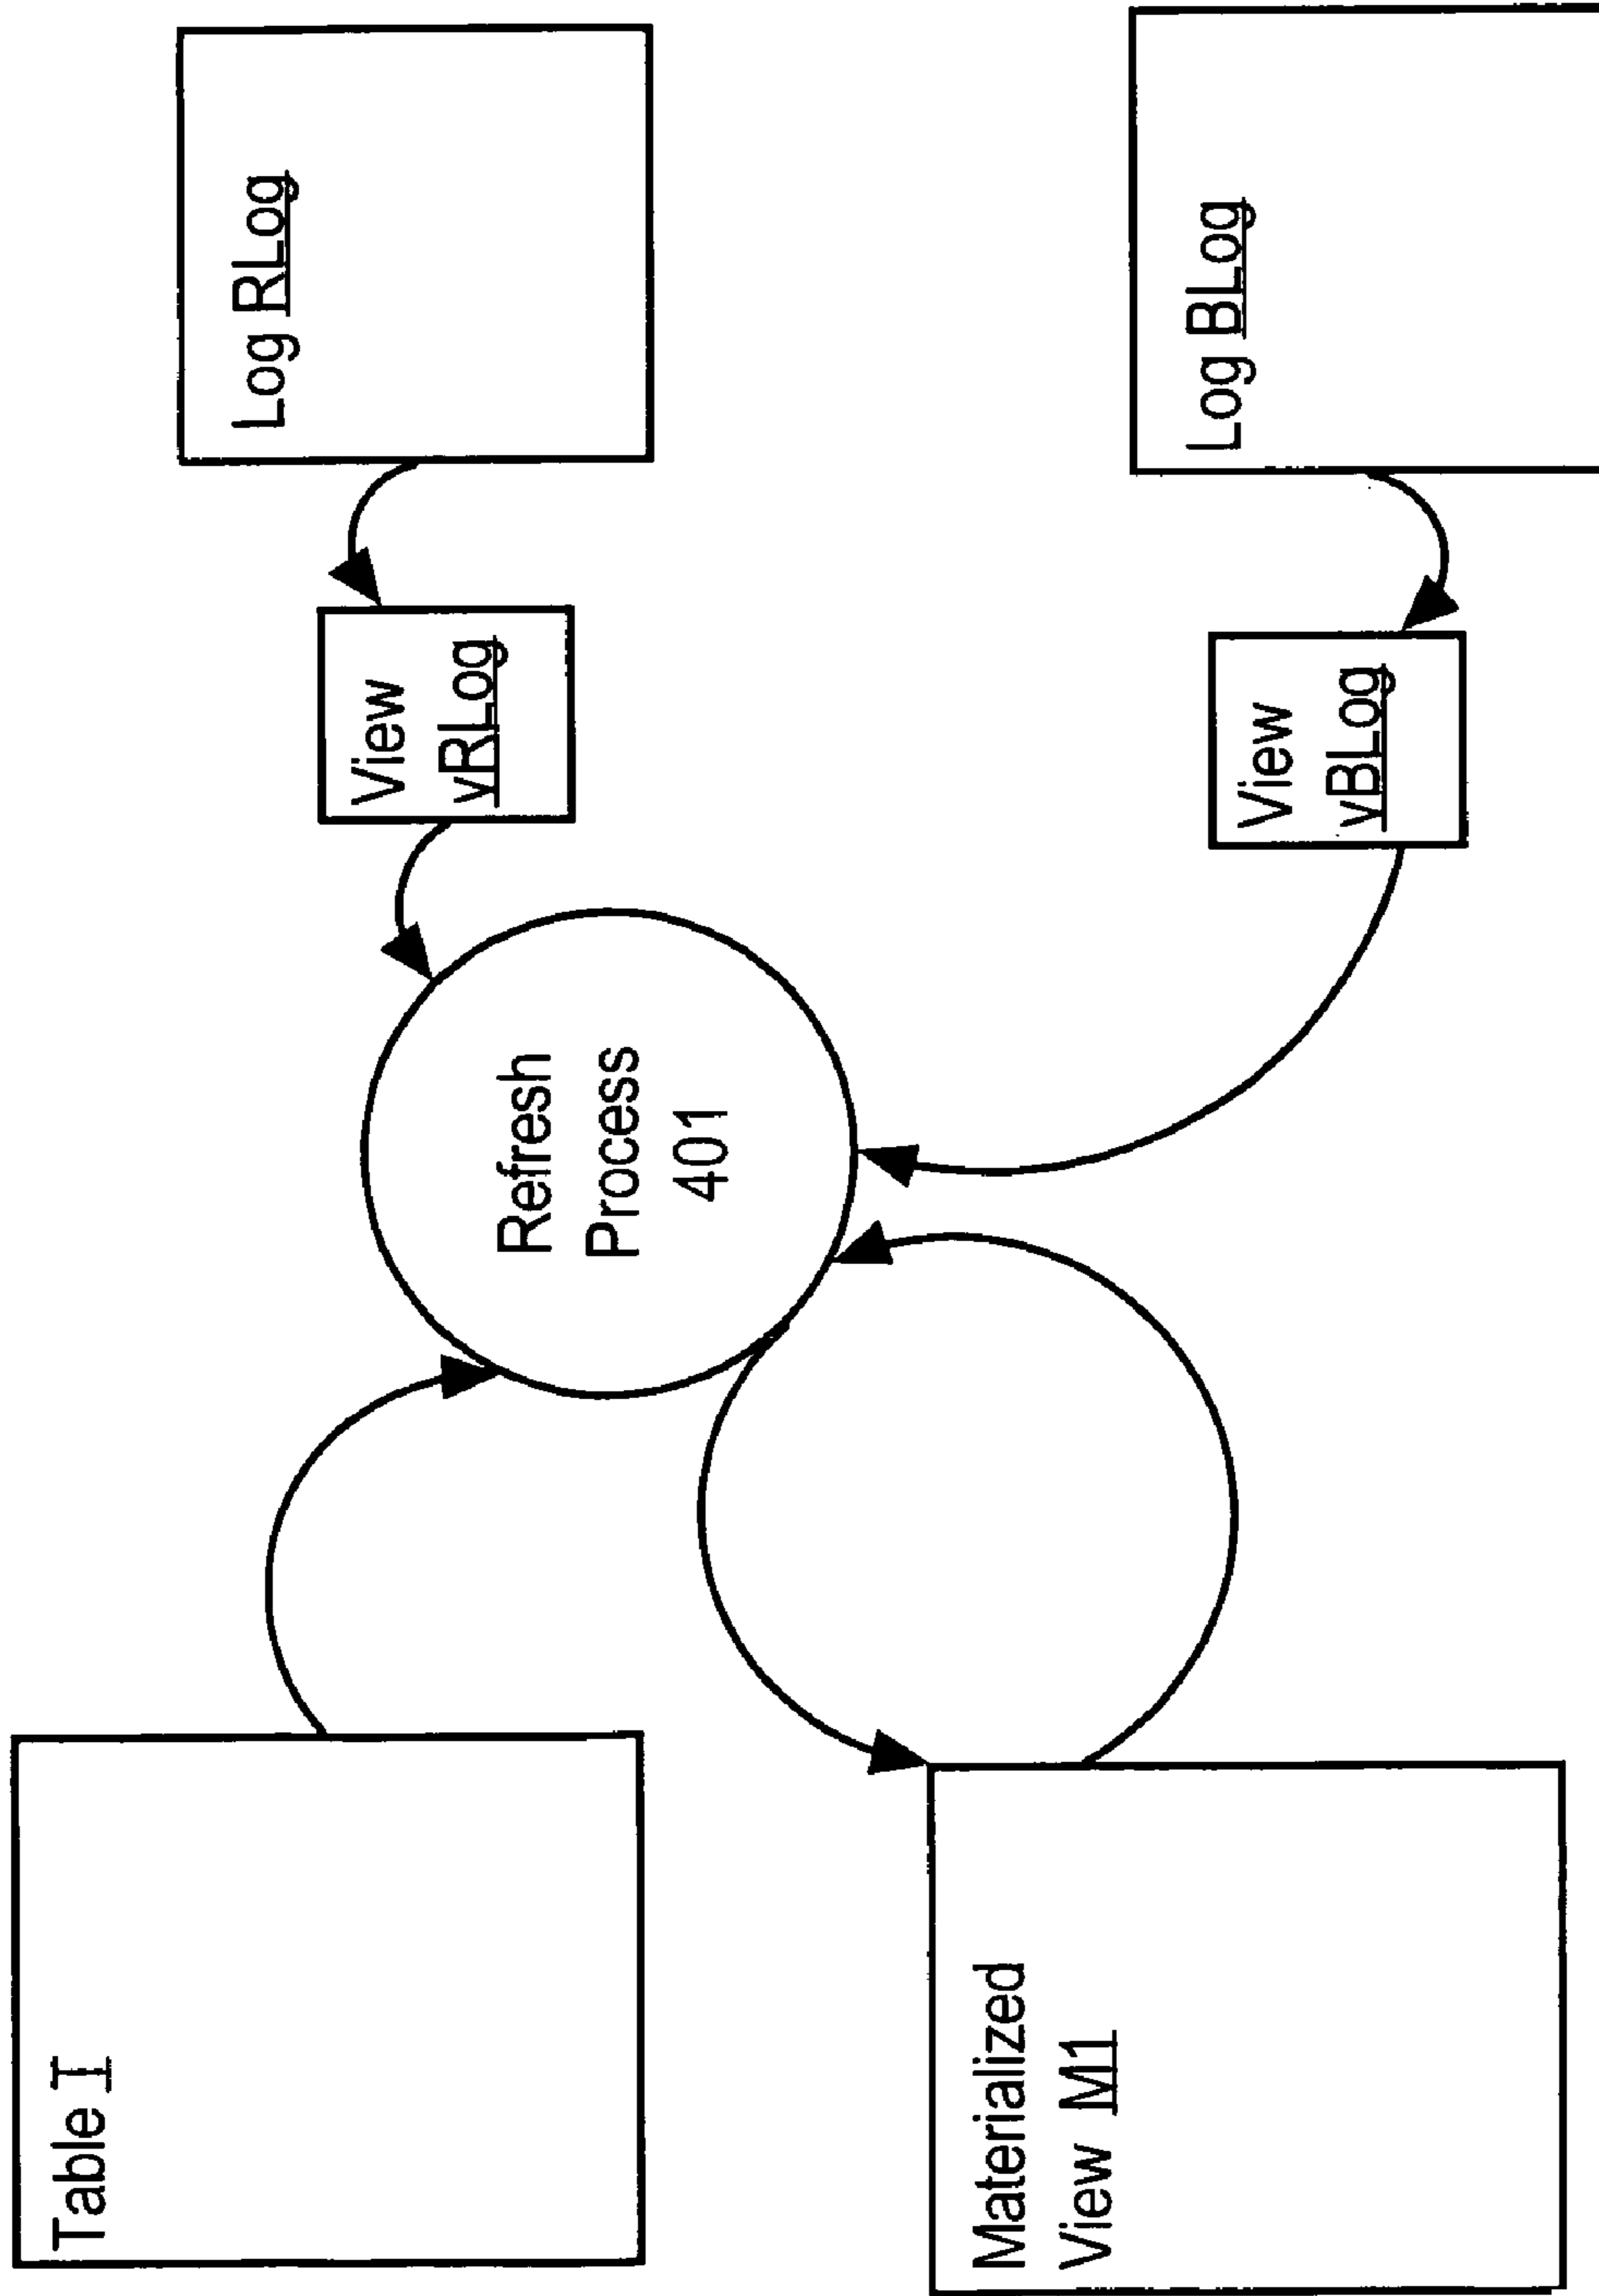 Table T
Log RLog
View
vRLog
Refresh
Process
401
Materialized
View M1
View
vBLog
Log BLog